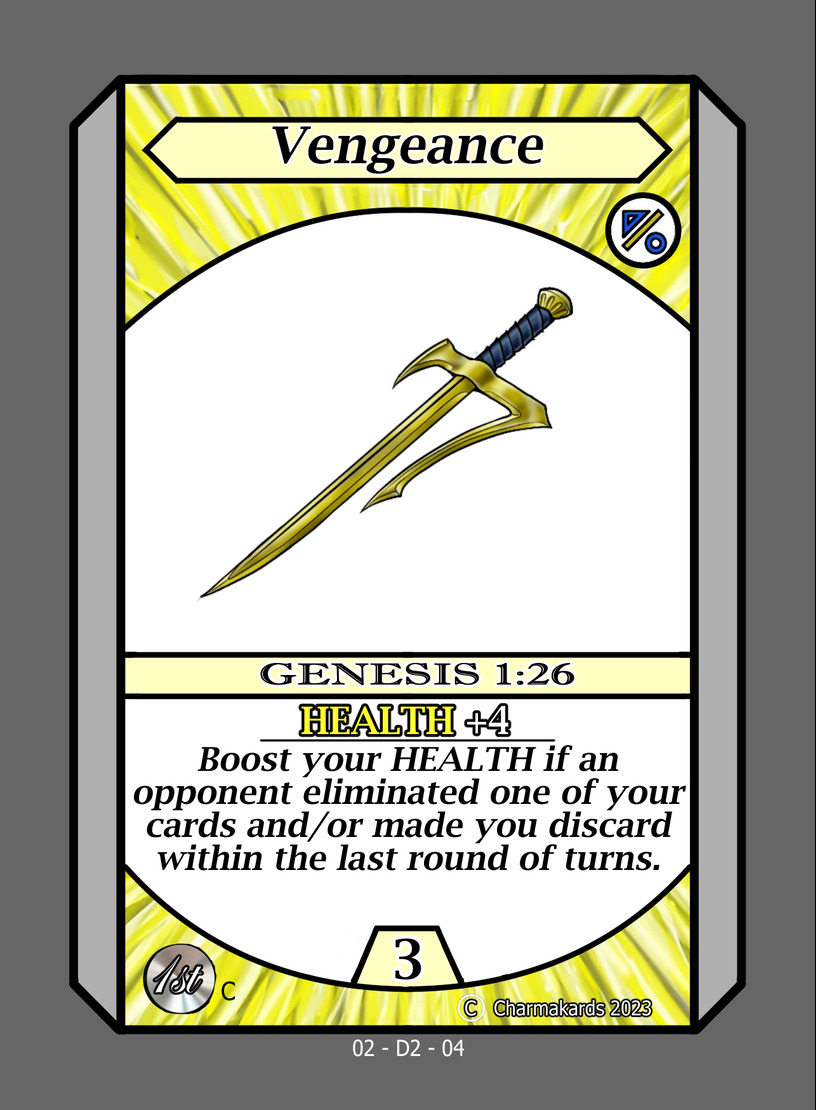 Vengeance
GENESIS 1:26
HEALTH +4
Boost your HEALTH if an
opponent eliminated one of your
cards and/or made you discard
within the last round of turns.
3
1st C
© Charmakards 2023
02 - D2 - 04